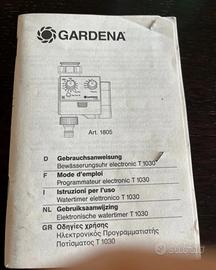 GARDENA
Art. 1805
D Gebrauchsanweisung
Bewässerungsuhr electronic T 1030
F Mode d'emploi
Programmateur electronic T 1030
I Istruzioni per l'uso
Watertimer elettronico T 1030
NL Gebruiksaanwijzing
Elektronische watertimer T 1030
GR Οδηγίες χρήσης
Ηλεκτρονικός Προγραμματιστής
Ποτίσματος T 1030